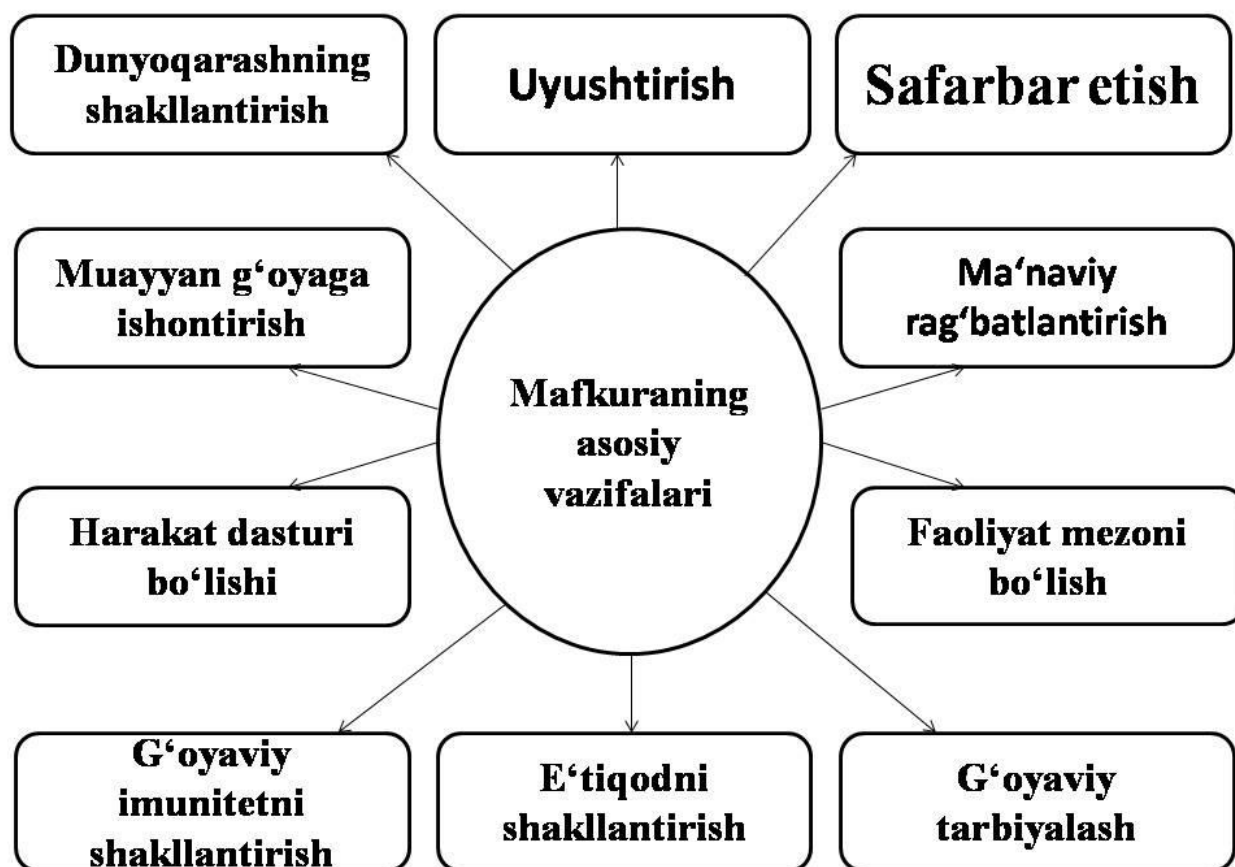 Dunyoqarashning
shakllantirish
Uyushtirish
Safarbar etish
Muayyan g‘oyaga
ishontirish
Ma‘naviy
rag‘batlantirish
Mafkuraning
asosiy
vazifalari
Harakat dasturi
bo‘lishi
Faoliyat mezoni
bo‘lish
G‘oyaviy
imunitetni
shakllantirish
E‘tiqodni
shakllantirish
G‘oyaviy
tarbiyalash